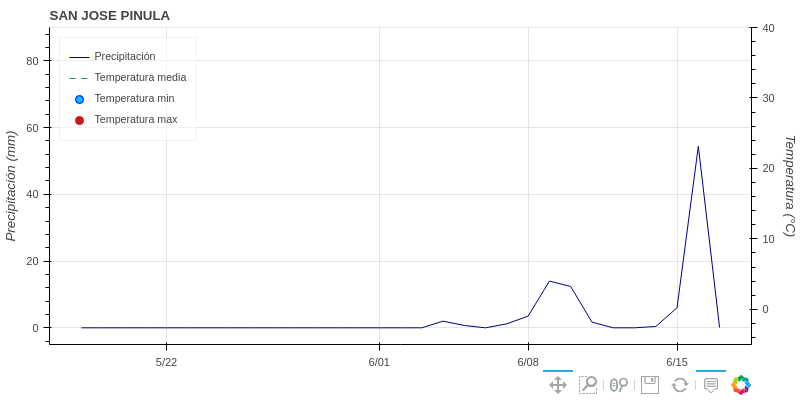 SAN JOSE PINULA
Precipitación
Temperatura media
Temperatura min
Temperatura max
Precipitación (mm)
80
60
40
20
0
Temperatura (°C)
40
30
20
10
0
5/22
6/01
6/08
6/15